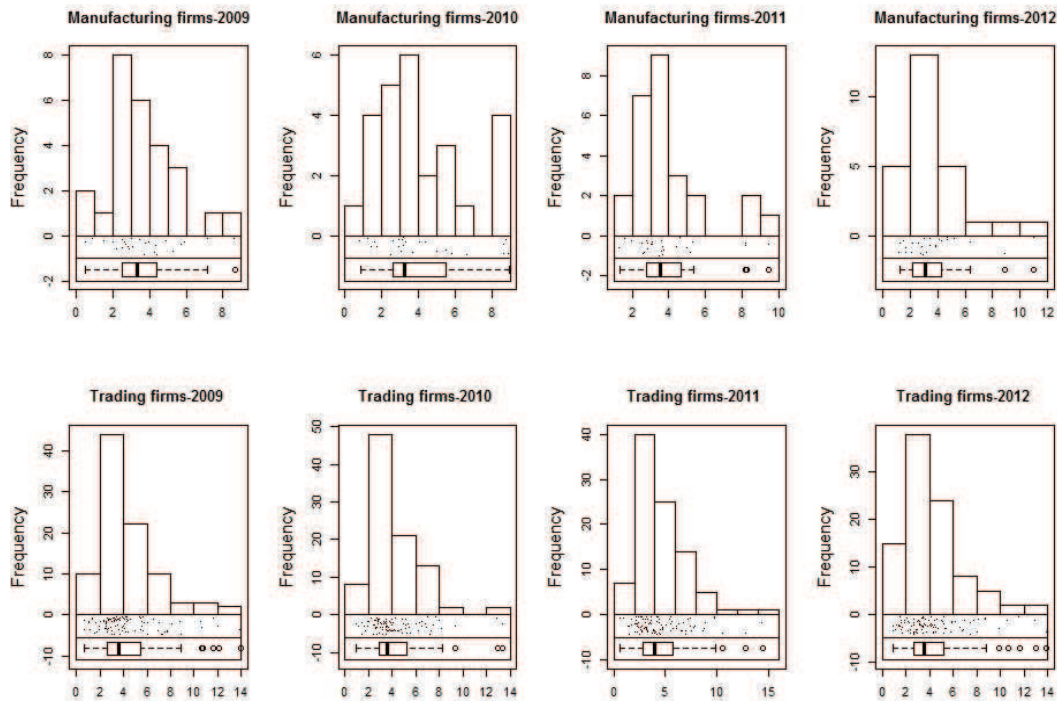 Manufacturing firms-2009 Manufacturing firms-2010 Manufacturing firms-2011 Manufacturing firms-2012
Frequency
-2 0 2 4 6 8
0 2 4 6 8
Frequency
0 2 4 6
0 2 4 6 8
Frequency
-2 0 2 4 6 8
2 4 6 8 10
Frequency
0 5 10
0 2 4 6 8 10 12
Trading firms-2009 Trading firms-2010 Trading firms-2011 Trading firms-2012
Frequency
-10 0 10 20 30 40
0 2 4 6 8 10 12 14
Frequency
-10 0 10 20 30 40 50
0 2 4 6 8 10 12 14
Frequency
-10 0 10 20 30 40
0 5 10 15
Frequency
-10 0 10 20 30
0 2 4 6 8 10 12 14